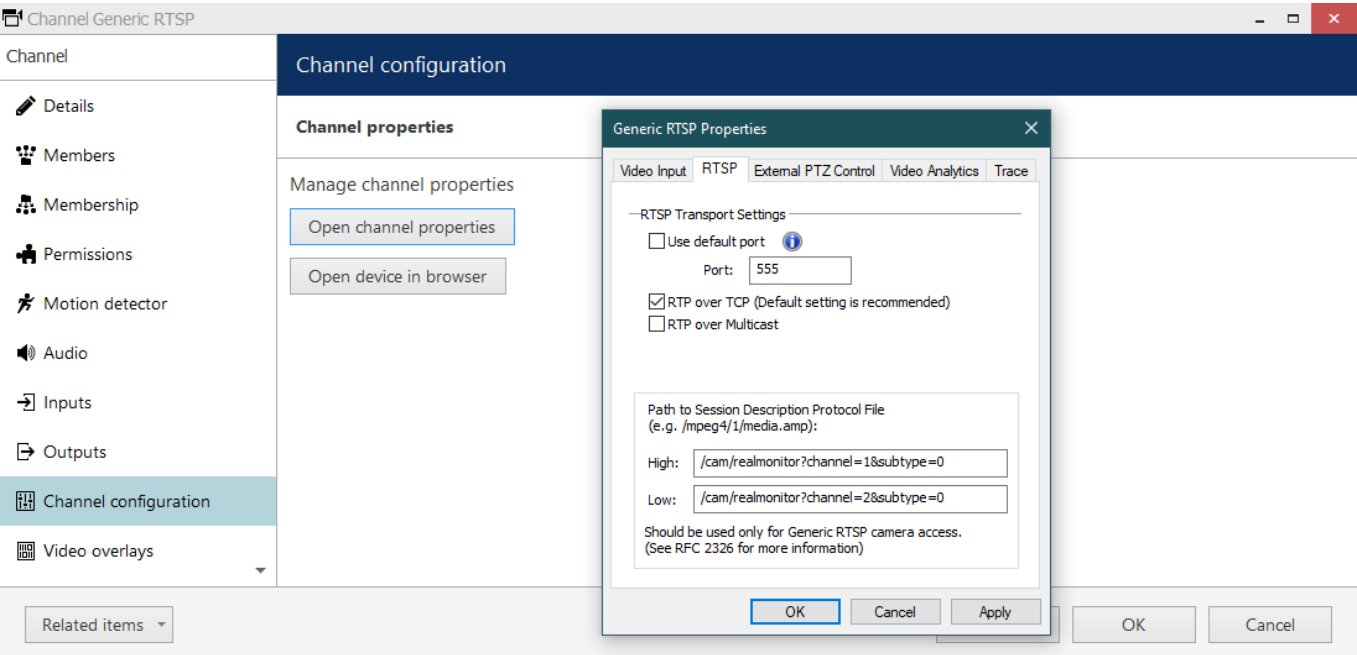 Channel Generic RTSP
Channel
Channel configuration
Details
Members
Membership
Permissions
Motion detector
Audio
Inputs
Outputs
Channel configuration
Video overlays
Channel properties
Manage channel properties
Open channel properties
Open device in browser
Generic RTSP Properties
Video Input RTSP External PTZ Control Video Analytics Trace
RTSP Transport Settings
Use default port
Port: 555
RTP over TCP (Default setting is recommended)
RTP over Multicast
Path to Session Description Protocol File
(e.g. /mpeg4/1/media.amp):
High: /cam/realmonitor?channel=1&subtype=0
Low: /cam/realmonitor?channel=2&subtype=0
Should be used only for Generic RTSP camera access.
(See RFC 2326 for more information)
OK Cancel Apply
Related items
OK Cancel